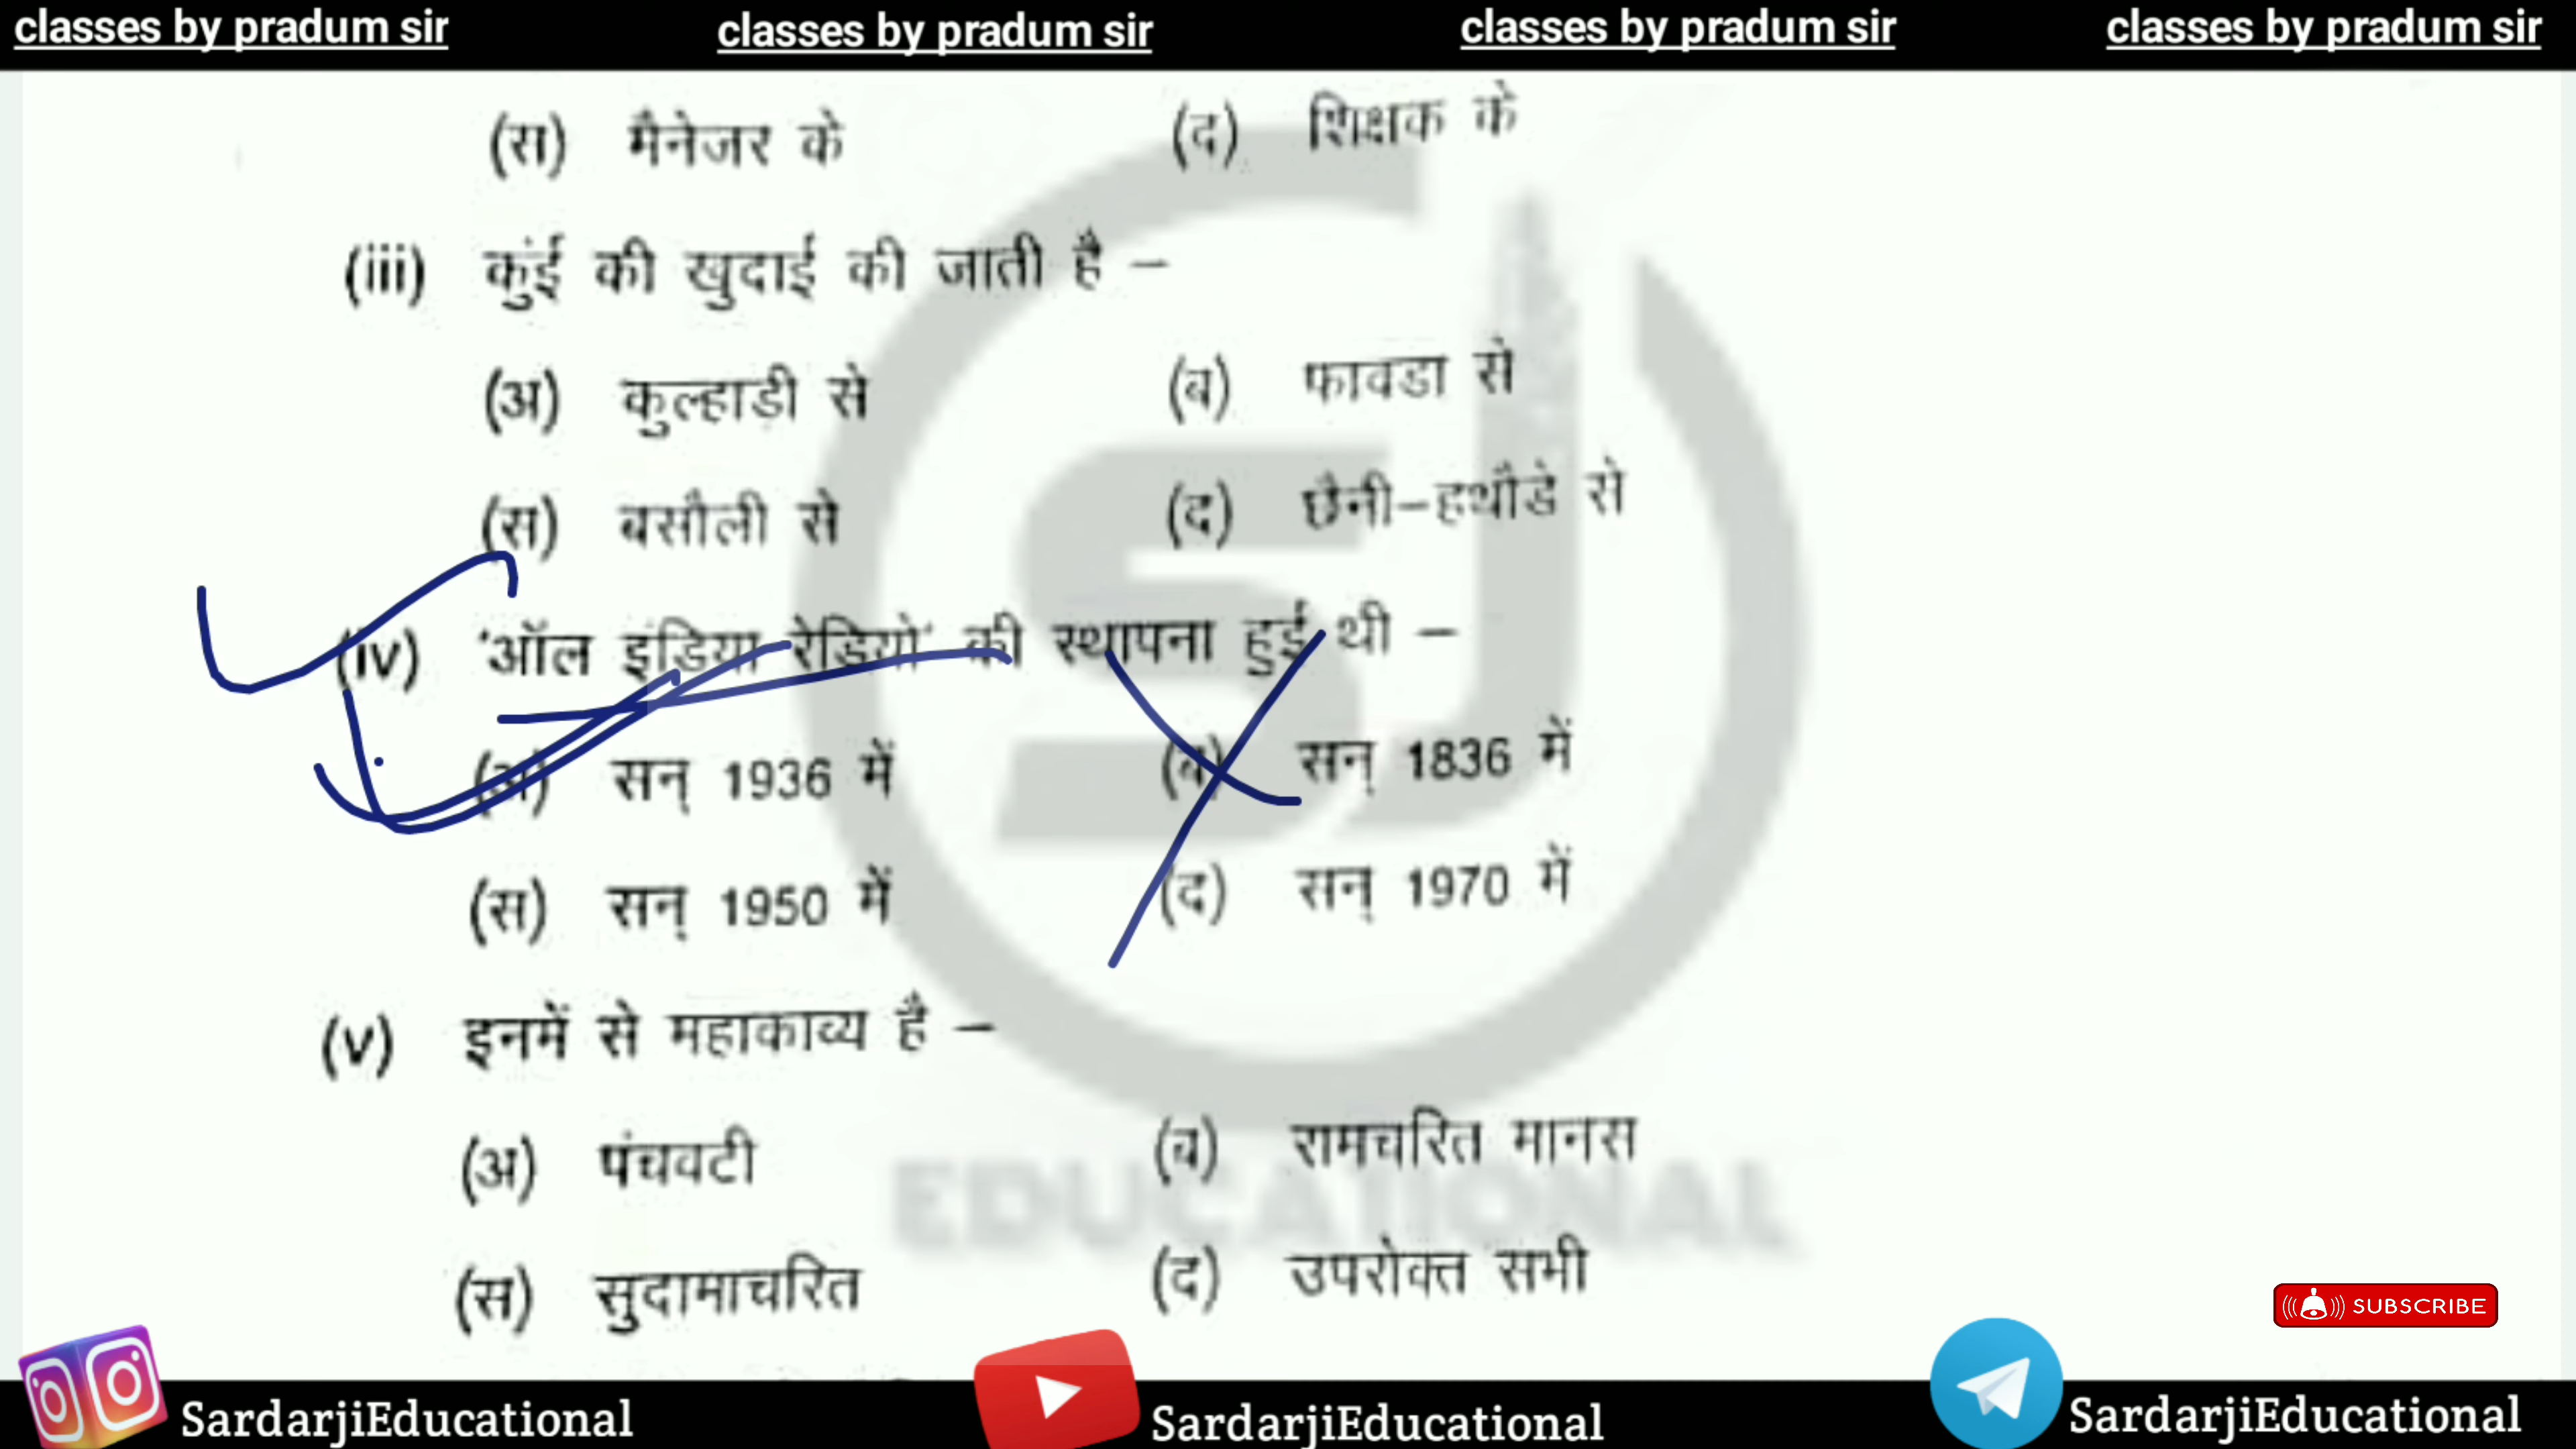 classes by pradum sir classes by pradum sir classes by pradum sir classes by pradum sir
(स) मैनेजर के (द) शिक्षक के
(iii) कुंई की खुदाई की जाती है –
(अ) कुल्हाड़ी से (ब) फावडा से
(स) बसौली से (द) छैनी–हथौडे से
(iv) 'ऑल इंडिया रेडियो' की स्थापना हुई थी –
(अ) सन् 1936 में (ब) सन् 1836 में
(स) सन् 1950 में (द) सन् 1970 में
(v) इनमें से महाकाव्य है –
(अ) पंचवटी (ब) रामचरित मानस
(स) सुदामाचरित (द) उपरोक्त सभी
EDUCATIONAL
SUBSCRIBE
SardarjiEducational SardarjiEducational SardarjiEducational